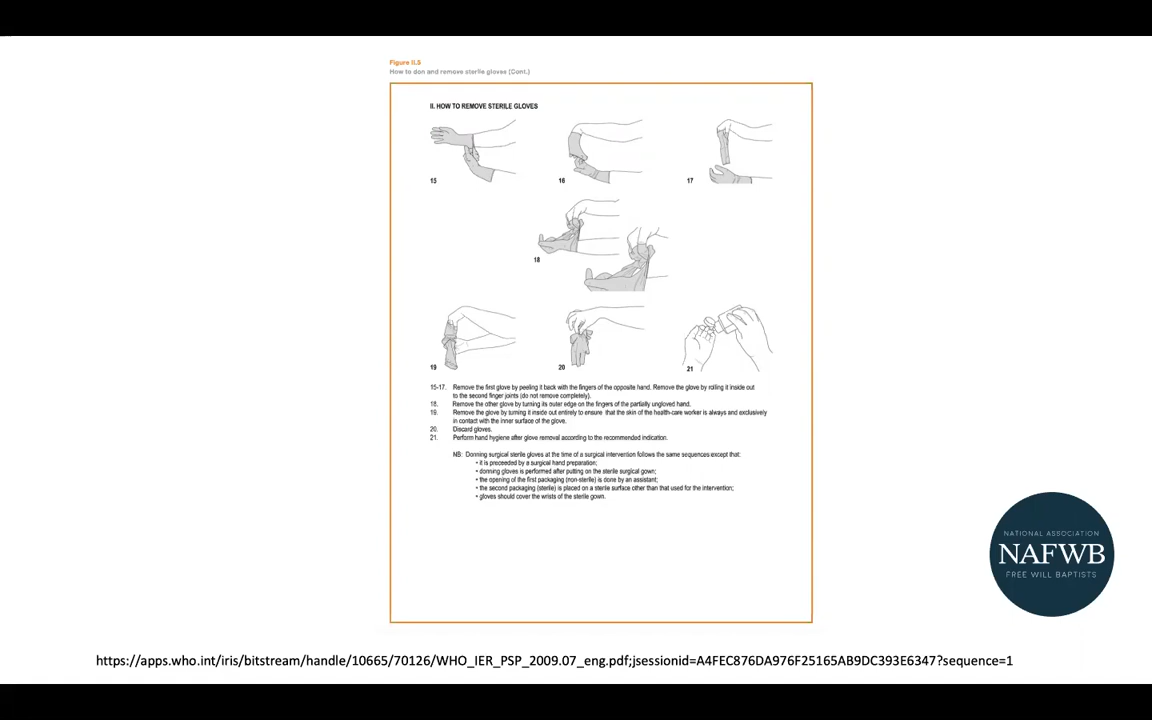 Figure II.5
How to don and remove sterile gloves (Cont.)
II. HOW TO REMOVE STERILE GLOVES
15
16
17
18
19
20
21
15-17. Remove the first glove by peeling it back with the fingers of the opposite hand. Remove the glove by rolling it inside out
to the second finger joints (do not remove completely).
18. Remove the other glove by turning its outer edge on the fingers of the partially ungloved hand.
19. Remove the glove by turning it inside out entirely to ensure that the skin of the health-care worker is always and exclusively
in contact with the inner surface of the glove.
20. Discard gloves.
21. Perform hand hygiene after glove removal according to the recommended indication.
NB: Donning surgical sterile gloves at the time of a surgical intervention follows the same sequences except that:
• it is preceeded by a surgical hand preparation;
• donning gloves is performed after putting on the sterile surgical gown;
• the opening of the first packaging (non-sterile) is done by an assistant;
• the second packaging (sterile) is placed on a sterile surface other than that used for the intervention;
• gloves should cover the wrists of the sterile gown.
NATIONAL ASSOCIATION
NAFWB
FREE WILL BAPTISTS
https://apps.who.int/iris/bitstream/handle/10665/70126/WHO_IER_PSP_2009.07_eng.pdf;jsessionid=A4FEC876DA976F25165AB9DC393E6347?sequence=1